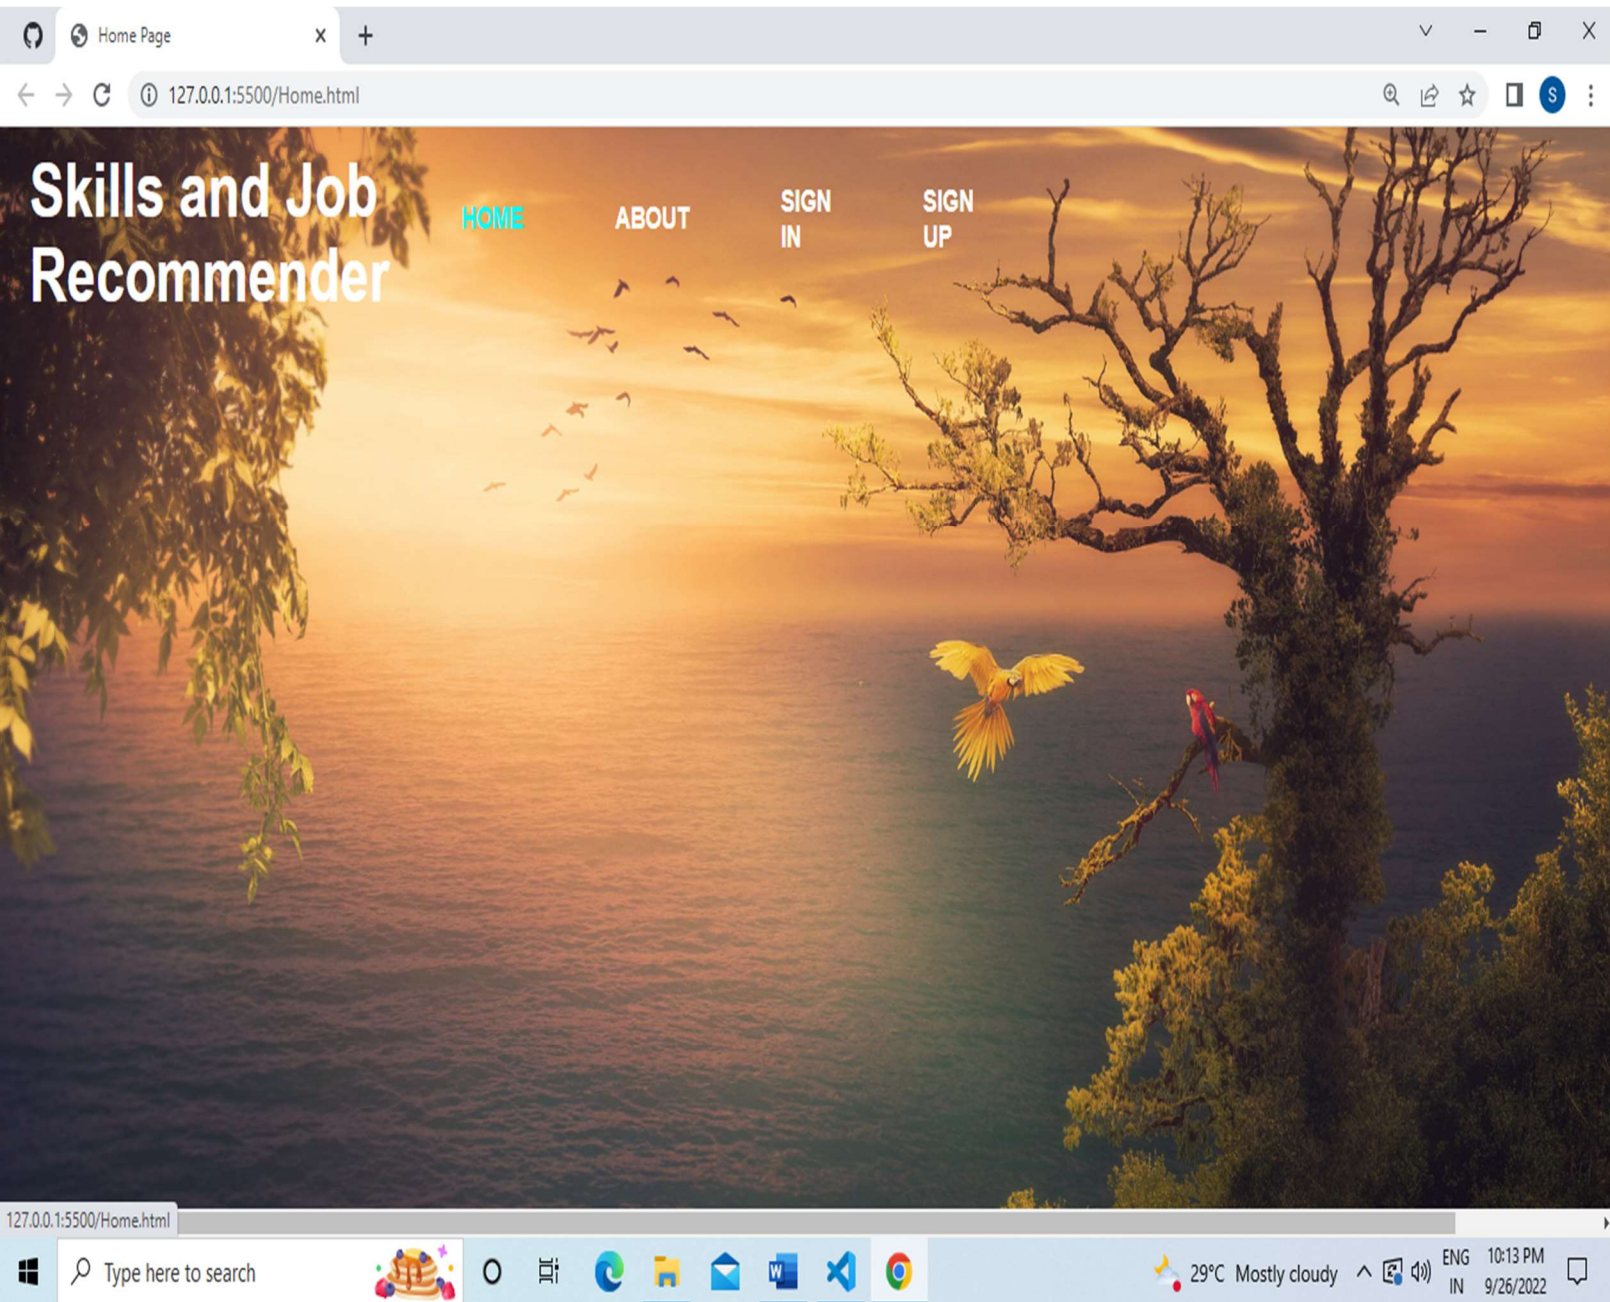 Home Page
127.0.0.1:5500/Home.html
S
Skills and Job
Recommender
HOME
ABOUT
SIGN
IN
SIGN
UP
127.0.0.1:5500/Home.html
Type here to search
29°C Mostly cloudy
ENG
IN
10:13 PM
9/26/2022